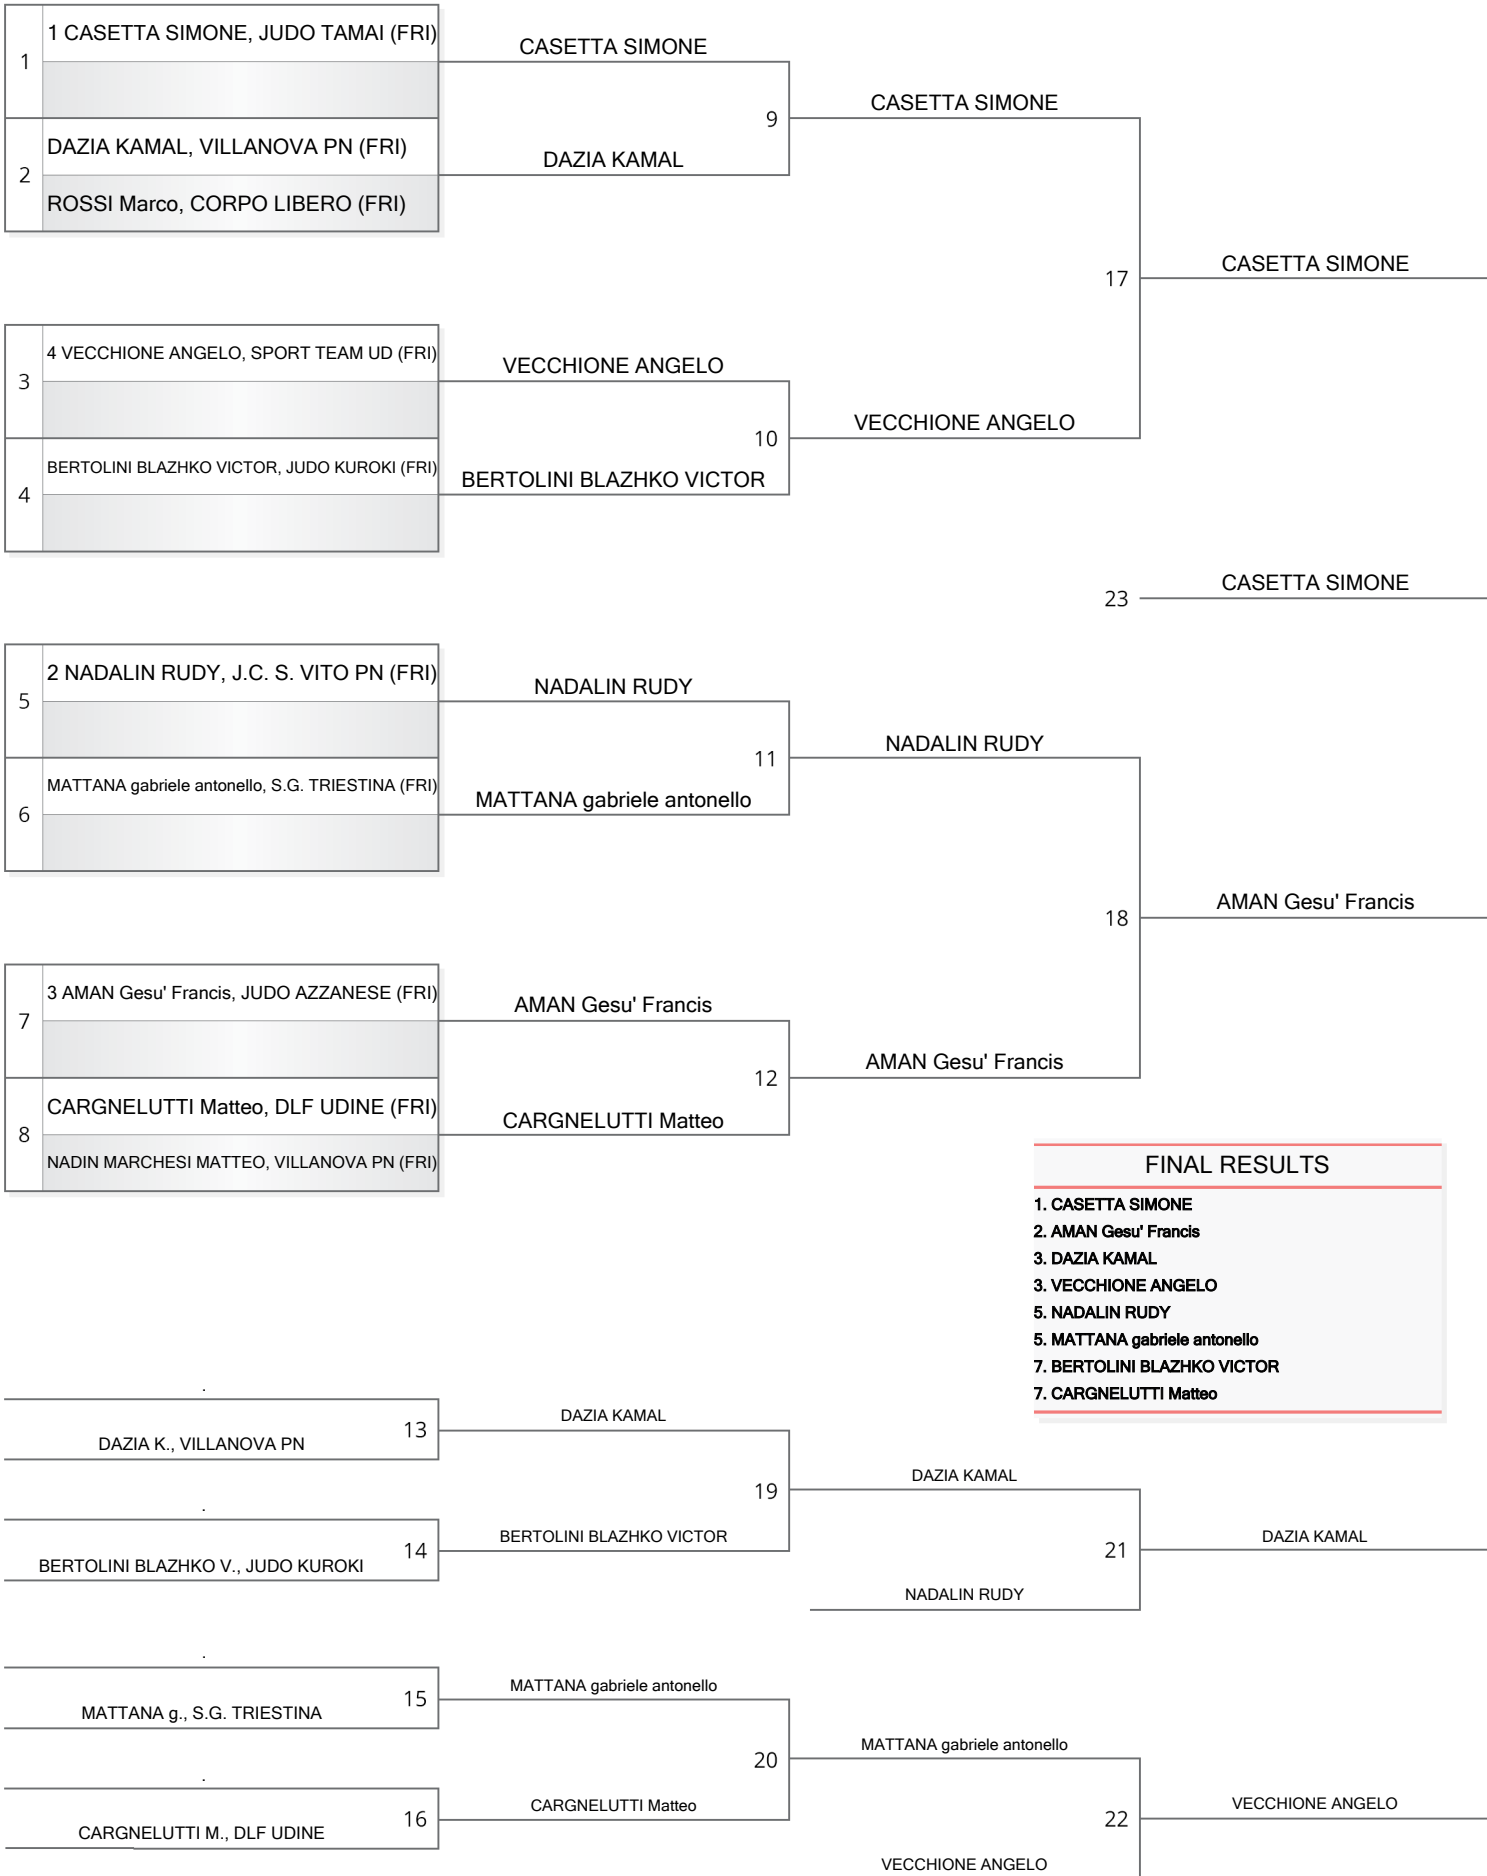 1 CASETTA SIMONE, JUDO TAMAI (FRI)
1
CASETTA SIMONE
9
CASETTA SIMONE
DAZIA KAMAL, VILLANOVA PN (FRI)
2
DAZIA KAMAL
ROSSI Marco, CORPO LIBERO (FRI)
17
CASETTA SIMONE
4 VECCHIONE ANGELO, SPORT TEAM UD (FRI)
3
VECCHIONE ANGELO
10
VECCHIONE ANGELO
BERTOLINI BLAZHKO VICTOR, JUDO KUROKI (FRI)
4
BERTOLINI BLAZHKO VICTOR
23
CASETTA SIMONE
2 NADALIN RUDY, J.C. S. VITO PN (FRI)
5
NADALIN RUDY
11
NADALIN RUDY
MATTANA gabriele antonello, S.G. TRIESTINA (FRI)
6
MATTANA gabriele antonello
18
AMAN Gesu' Francis
3 AMAN Gesu' Francis, JUDO AZZANESE (FRI)
7
AMAN Gesu' Francis
12
AMAN Gesu' Francis
CARGNELUTTI Matteo, DLF UDINE (FRI)
8
CARGNELUTTI Matteo
NADIN MARCHESI MATTEO, VILLANOVA PN (FRI)
FINAL RESULTS
1. CASETTA SIMONE
2. AMAN Gesu' Francis
3. DAZIA KAMAL
3. VECCHIONE ANGELO
5. NADALIN RUDY
5. MATTANA gabriele antonello
7. BERTOLINI BLAZHKO VICTOR
7. CARGNELUTTI Matteo
.
13
DAZIA KAMAL
DAZIA K., VILLANOVA PN
19
DAZIA KAMAL
.
14
BERTOLINI BLAZHKO VICTOR
BERTOLINI BLAZHKO V., JUDO KUROKI
21
DAZIA KAMAL
NADALIN RUDY
.
15
MATTANA gabriele antonello
MATTANA g., S.G. TRIESTINA
20
MATTANA gabriele antonello
.
16
CARGNELUTTI Matteo
CARGNELUTTI M., DLF UDINE
22
VECCHIONE ANGELO
VECCHIONE ANGELO